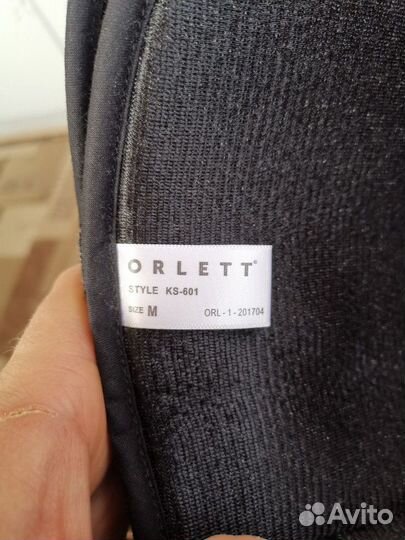 ORLETT®
STYLE KS-601
SIZE M ORL - 1 - 201704
Avito